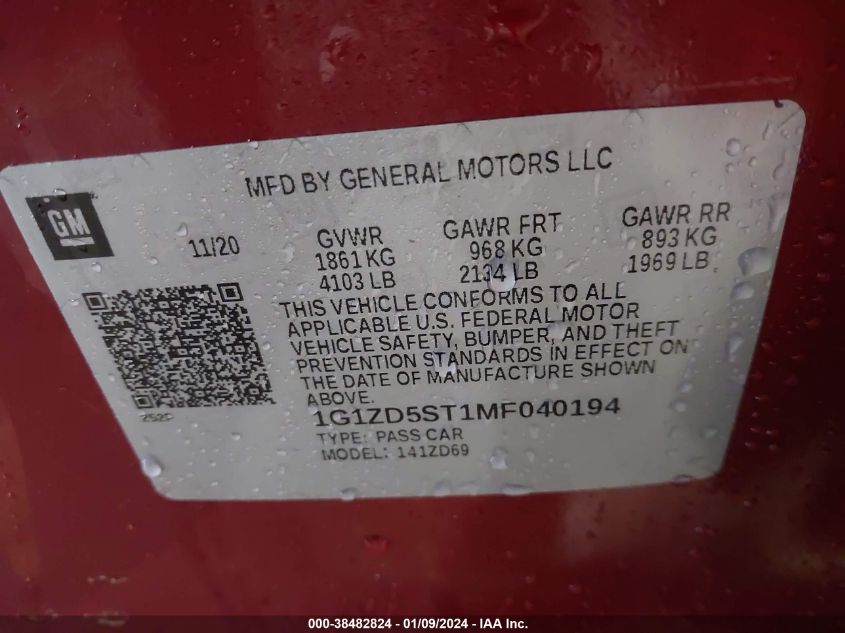 MFD BY GENERAL MOTORS LLC
GM
11/20
GVWR
1861 KG
4103 LB
GAWR FRT
968 KG
2134 LB
GAWR RR
893 KG
1969 LB
THIS VEHICLE CONFORMS TO ALL
APPLICABLE U.S. FEDERAL MOTOR
VEHICLE SAFETY, BUMPER, AND THEFT
PREVENTION STANDARDS IN EFFECT ON
THE DATE OF MANUFACTURE SHOWN
ABOVE.
1G1ZD5ST1MF040194
TYPE: PASS CAR
MODEL: 141ZD69
000-38482824 - 01/09/2024 - IAA Inc.